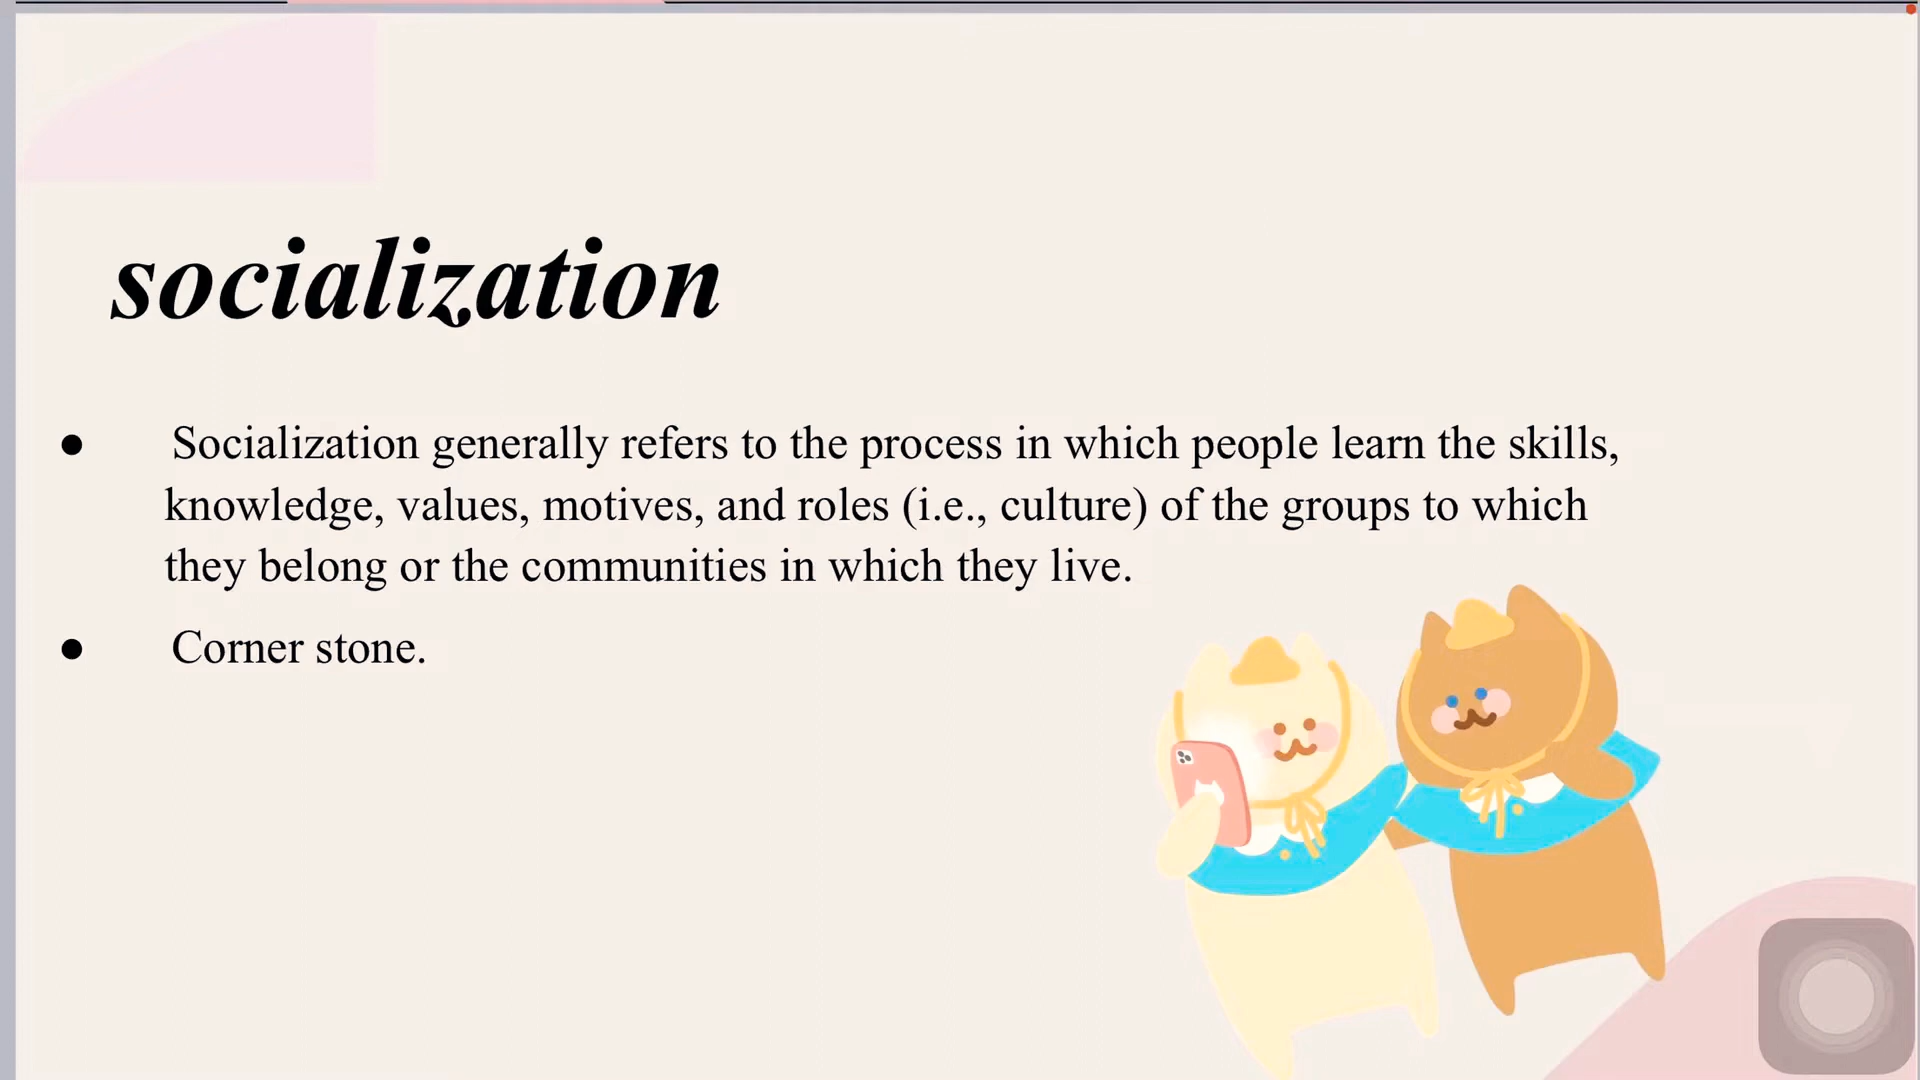 socialization
● Socialization generally refers to the process in which people learn the skills,
knowledge, values, motives, and roles (i.e., culture) of the groups to which
they belong or the communities in which they live.
● Corner stone.